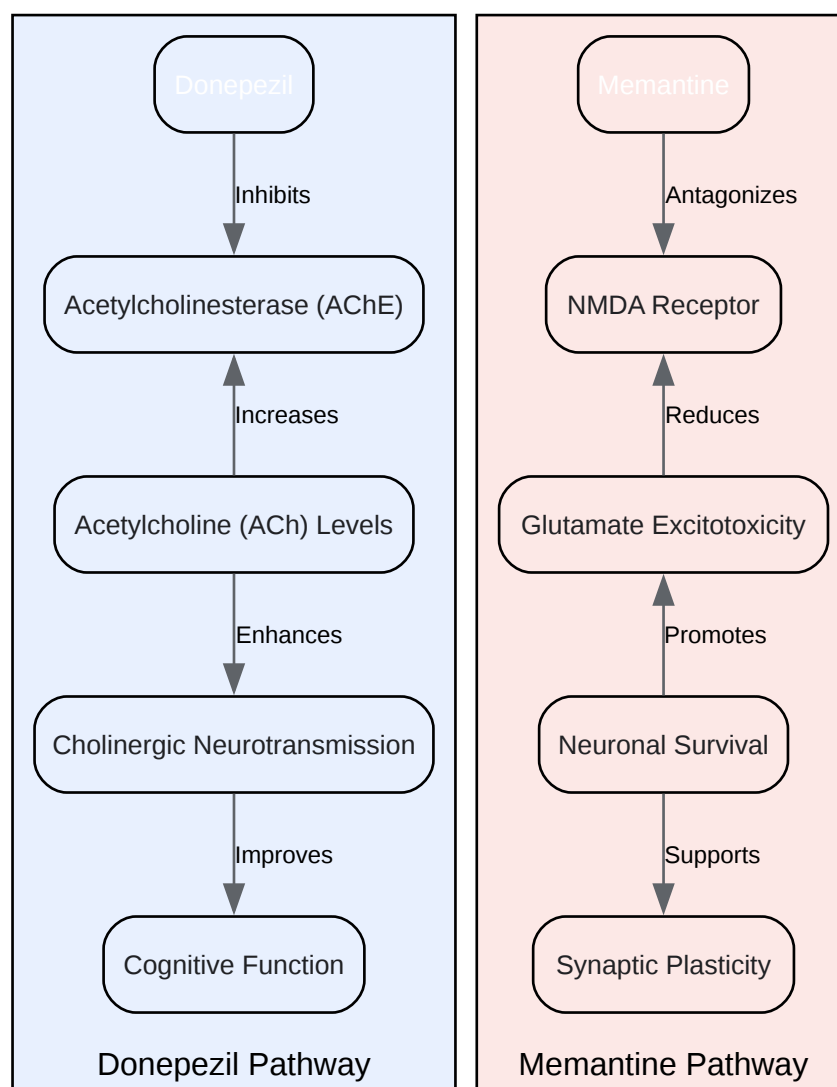 Donepezil
Inhibits
Acetylcholinesterase (AChE)
Increases
Acetylcholine (ACh) Levels
Enhances
Cholinergic Neurotransmission
Improves
Cognitive Function
Donepezil Pathway
Memantine
Antagonizes
NMDA Receptor
Reduces
Glutamate Excitotoxicity
Promotes
Neuronal Survival
Supports
Synaptic Plasticity
Memantine Pathway